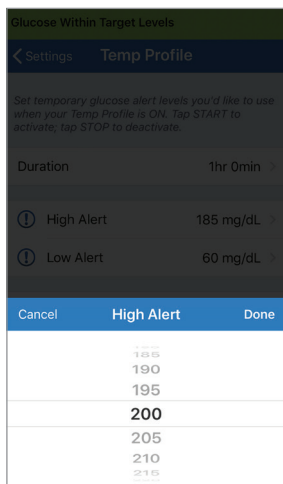 Glucose Within Target Levels
Settings Temp Profile
Set temporary glucose alert levels you'd like to use
when your Temp Profile is ON. Tap START to
activate; tap STOP to deactivate.
Duration 1hr 0min
High Alert 185 mg/dL
Low Alert 60 mg/dL
Cancel High Alert Done
185
190
195
200
205
210
215